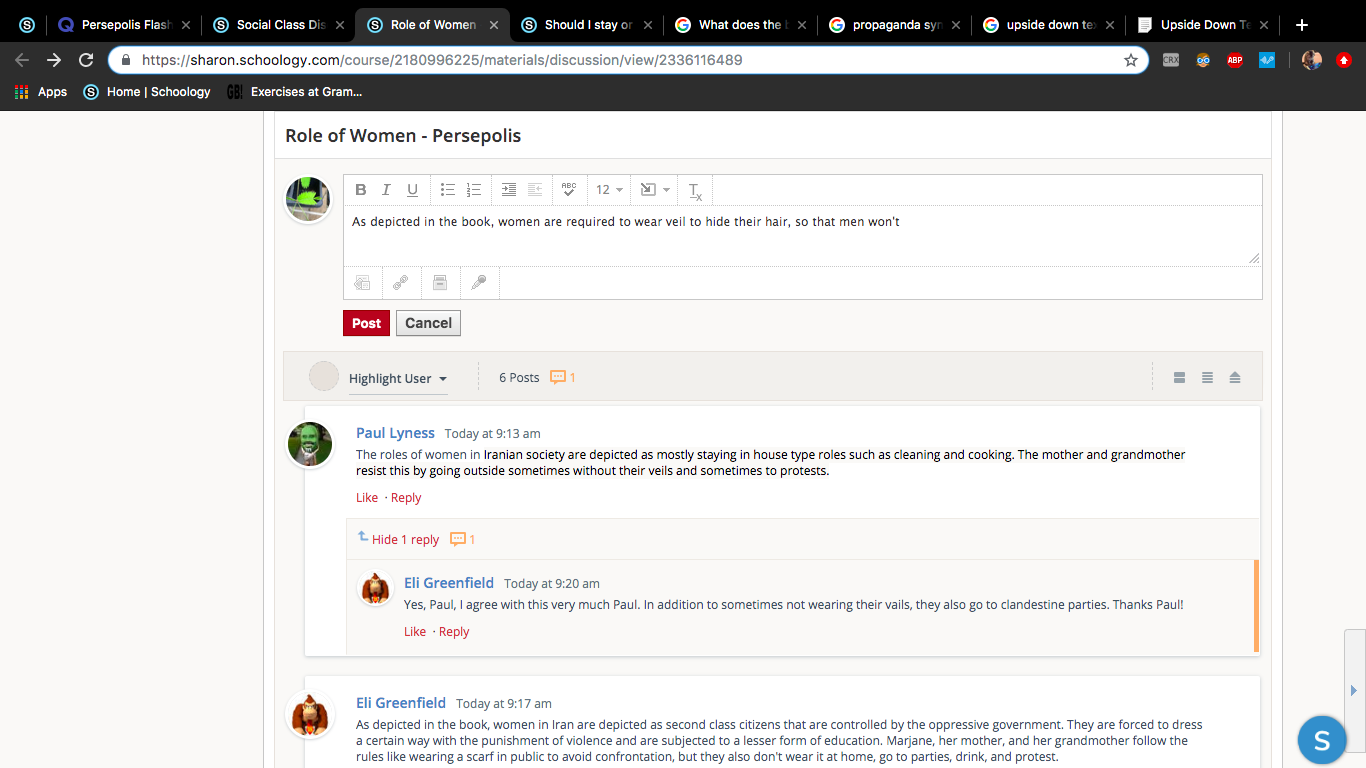 Persepolis Flash
Social Class Dis
Role of Women
Should I stay or
What does the b
propaganda syn
upside down tex
Upside Down Te
https://sharon.schoology.com/course/2180996225/materials/discussion/view/2336116489
CRX
ABP
Apps
Home | Schoology
GB!
Exercises at Gram...
Role of Women - Persepolis
B I U ABC 12 Tx
As depicted in the book, women are required to wear veil to hide their hair, so that men won't
Post Cancel
Highlight User 6 Posts 1
Paul Lyness Today at 9:13 am
The roles of women in Iranian society are depicted as mostly staying in house type roles such as cleaning and cooking. The mother and grandmother
resist this by going outside sometimes without their veils and sometimes to protests.
Like · Reply
Hide 1 reply 1
Eli Greenfield Today at 9:20 am
Yes, Paul, I agree with this very much Paul. In addition to sometimes not wearing their vails, they also go to clandestine parties. Thanks Paul!
Like · Reply
Eli Greenfield Today at 9:17 am
As depicted in the book, women in Iran are depicted as second class citizens that are controlled by the oppressive government. They are forced to dress
a certain way with the punishment of violence and are subjected to a lesser form of education. Marjane, her mother, and her grandmother follow the
rules like wearing a scarf in public to avoid confrontation, but they also don't wear it at home, go to parties, drink, and protest.
S